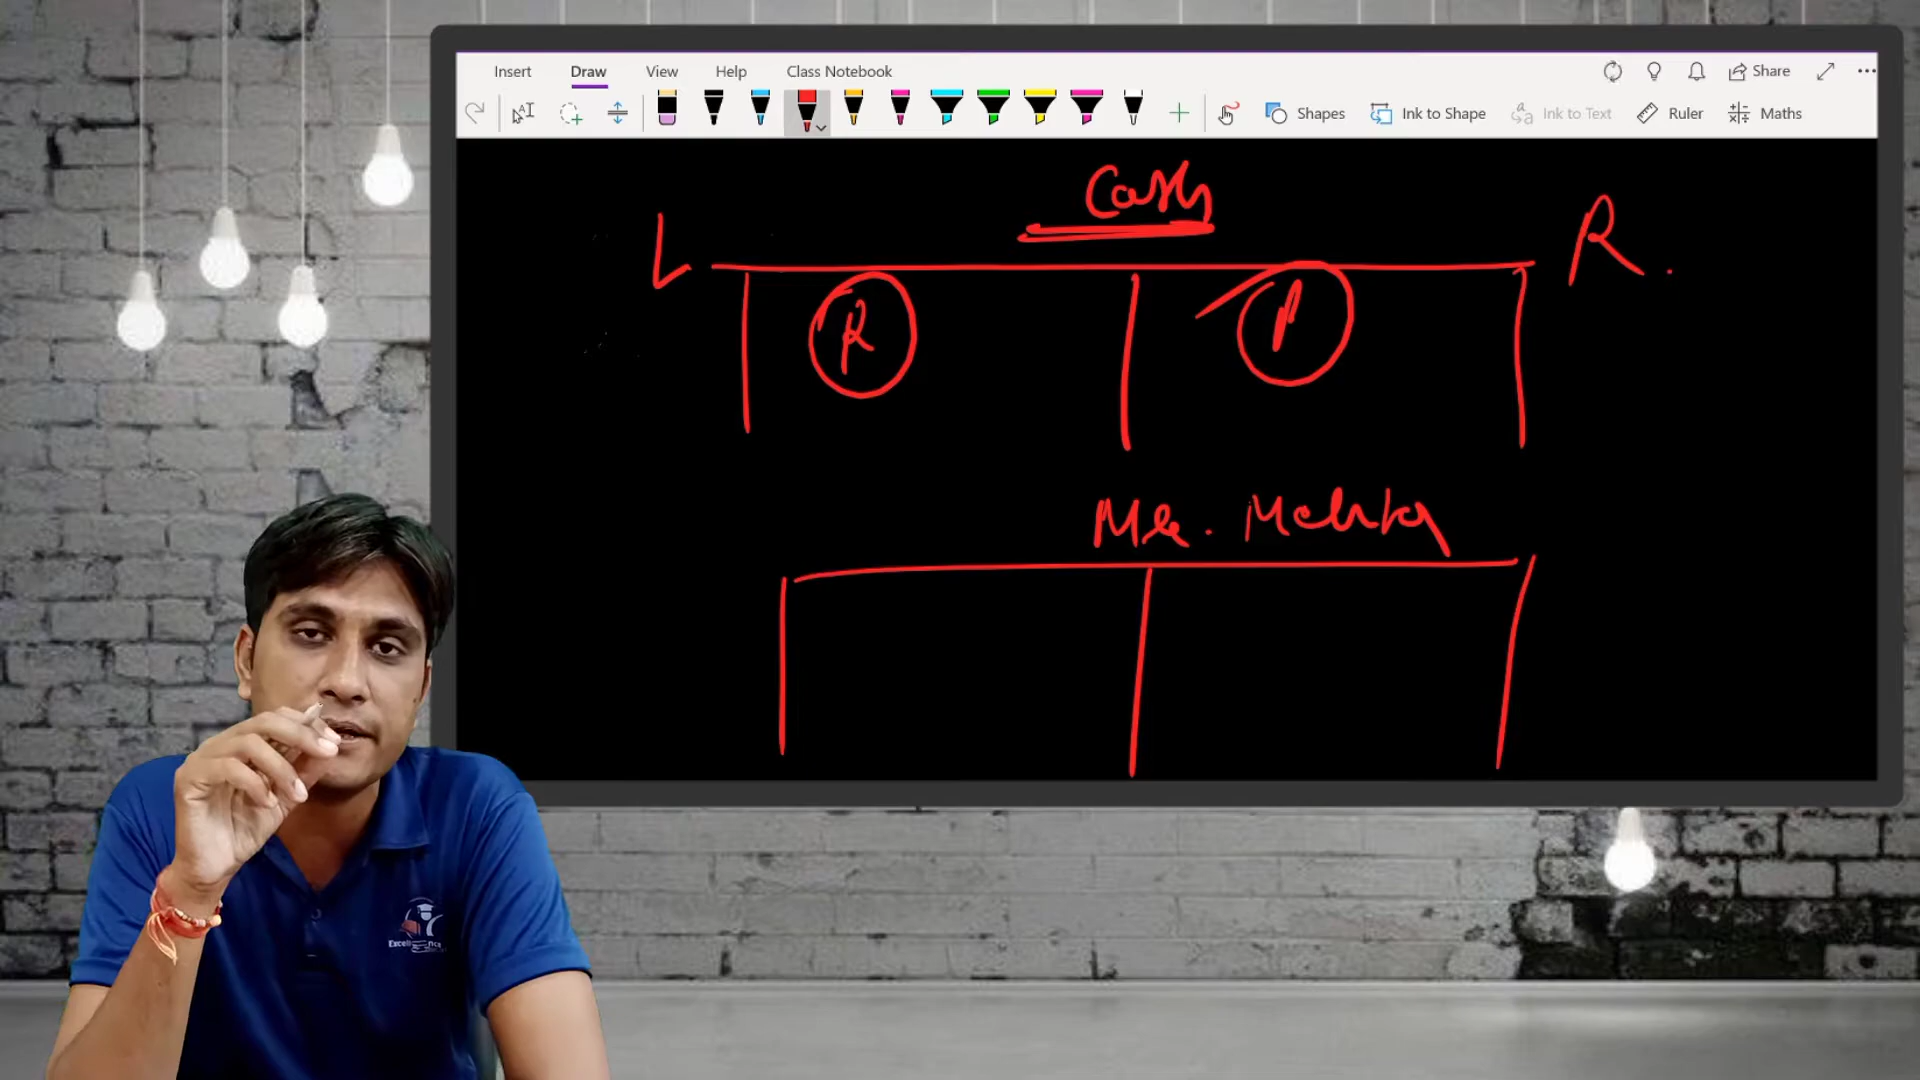 Insert Draw View Help Class Notebook Share
Shapes Ink to Shape Ink to Text Ruler Maths
Cash
L R.
R P
Mr. Mehta